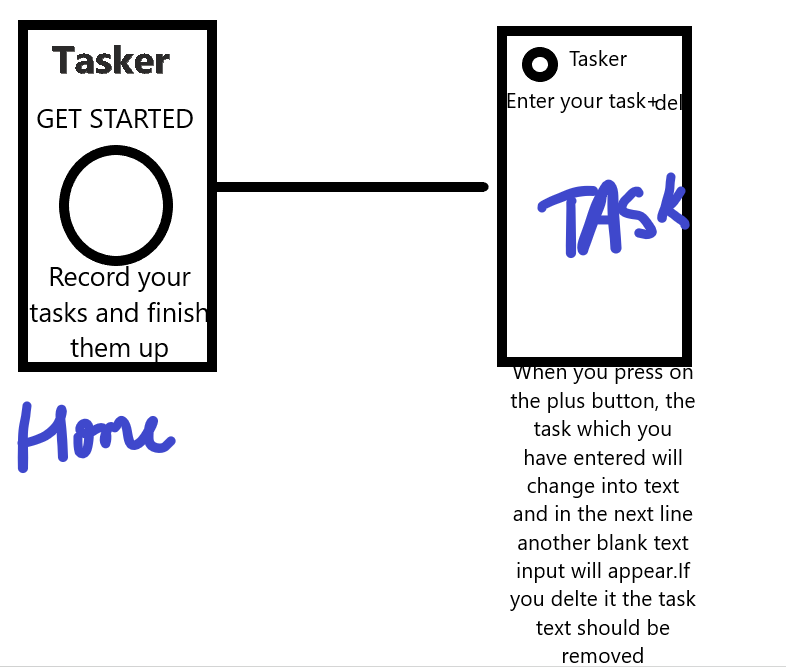 Tasker
GET STARTED
Record your
tasks and finish
them up
Home
Tasker
Enter your task+
del
TASK
When you press on
the plus button, the
task which you
have entered will
change into text
and in the next line
another blank text
input will appear.If
you delte it the task
text should be
removed